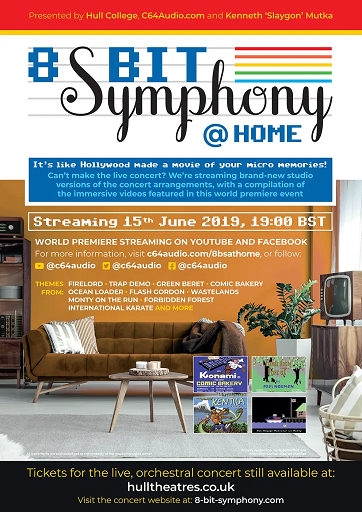 Presented by Hull College, C64Audio.com and Kenneth 'Slaygon' Mutka
8 BIT
Symphony
@ HOME
It's like Hollywood made a movie of your micro memories!
Can't make the live concert? We're streaming brand-new studio
versions of the concert arrangements, with a compilation of
the immersive videos featured in this world premiere event
Streaming 15th June 2019, 19:00 BST
WORLD PREMIERE STREAMING ON YOUTUBE AND FACEBOOK
For more information, visit c64audio.com/8bsathome, or follow:
@c64audio @c64audio @c64audio
THEMES FROM: FIRELORD · TRAP DEMO · GREEN BERET · COMIC BAKERY
OCEAN LOADER · FLASH GORDON · WASTELANDS
MONTY ON THE RUN · FORBIDDEN FOREST
INTERNATIONAL KARATE AND MORE
Konami
COMIC BAKERY
Tickets for the live, orchestral concert still available at:
hulltheatres.co.uk
Visit the concert website at: 8-bit-symphony.com